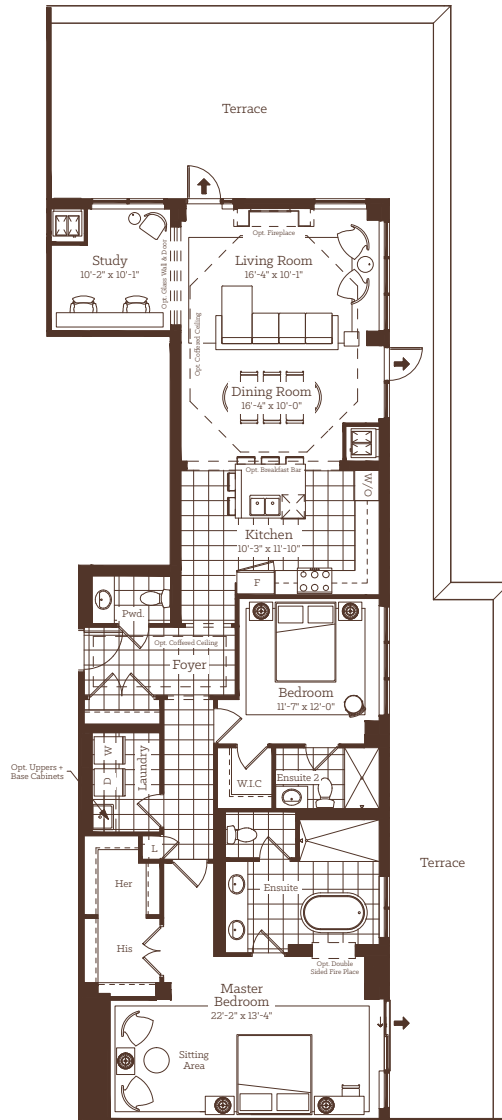 Terrace
Opt. Fireplace
Study
10'-2" x 10'-1"
Opt. Glass Wall & Door
Living Room
16'-4" x 10'-1"
Opt. Coffered Ceiling
Dining Room
16'-4" x 10'-0"
Opt. Breakfast Bar
W/O
Kitchen
10'-3" x 11'-10"
F
Pwd.
Opt. Coffered Ceiling
Foyer
Bedroom
11'-7" x 12'-0"
W
Laundry
Opt. Uppers +
Base Cabinets
D
W.I.C
Ensuite 2
L
Terrace
Her
Ensuite
His
Opt. Double
Sided Fire Place
Master
Bedroom
22'-2" x 13'-4"
Sitting
Area